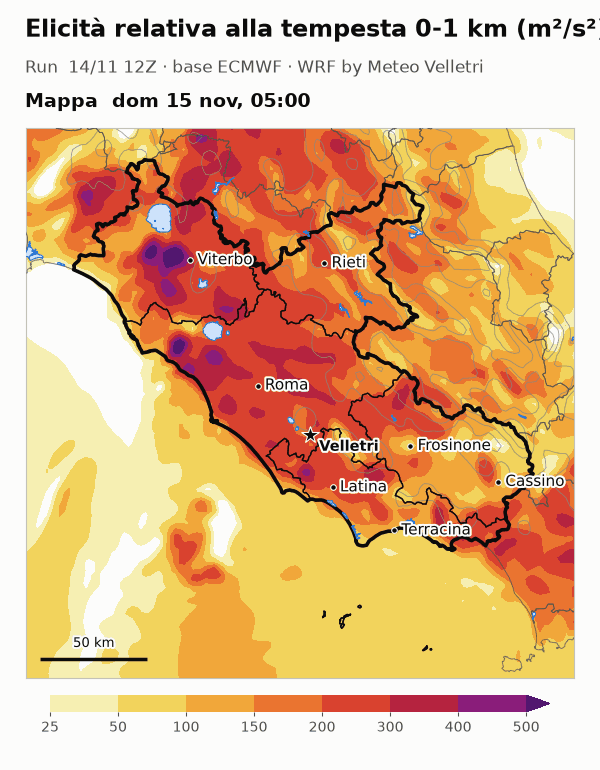 Elicità relativa alla tempesta 0-1 km (m²/s²)
Run 14/11 12Z · base ECMWF · WRF by Meteo Velletri
Mappa dom 15 nov, 05:00
Viterbo
Rieti
Roma
Velletri
Frosinone
Cassino
Latina
Terracina
50 km
25 50 100 150 200 300 400 500